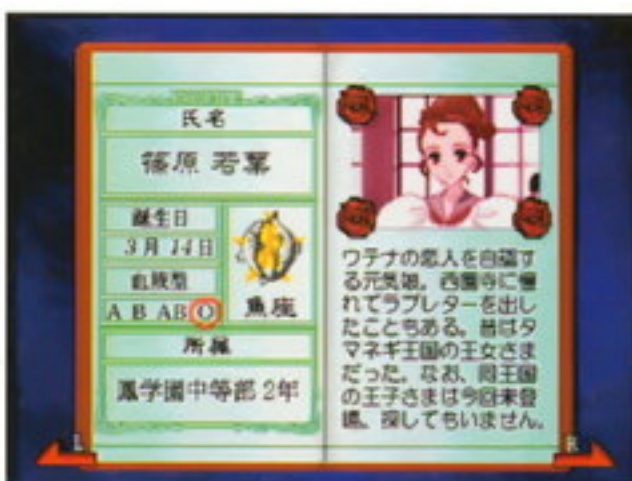 氏名
篠原 若葉
誕生日
3月14日
血液型
A B AB O
魚座
所属
鳳学園中等部2年
ウテナの恋人を自称す
る元気娘。西園寺に憧
れてラブレターを出し
たこともある。昔はタ
マネギ王国の王女さま
だった。なお、同王国
の王子さまは今回未登
場。探してもいません。
L
R